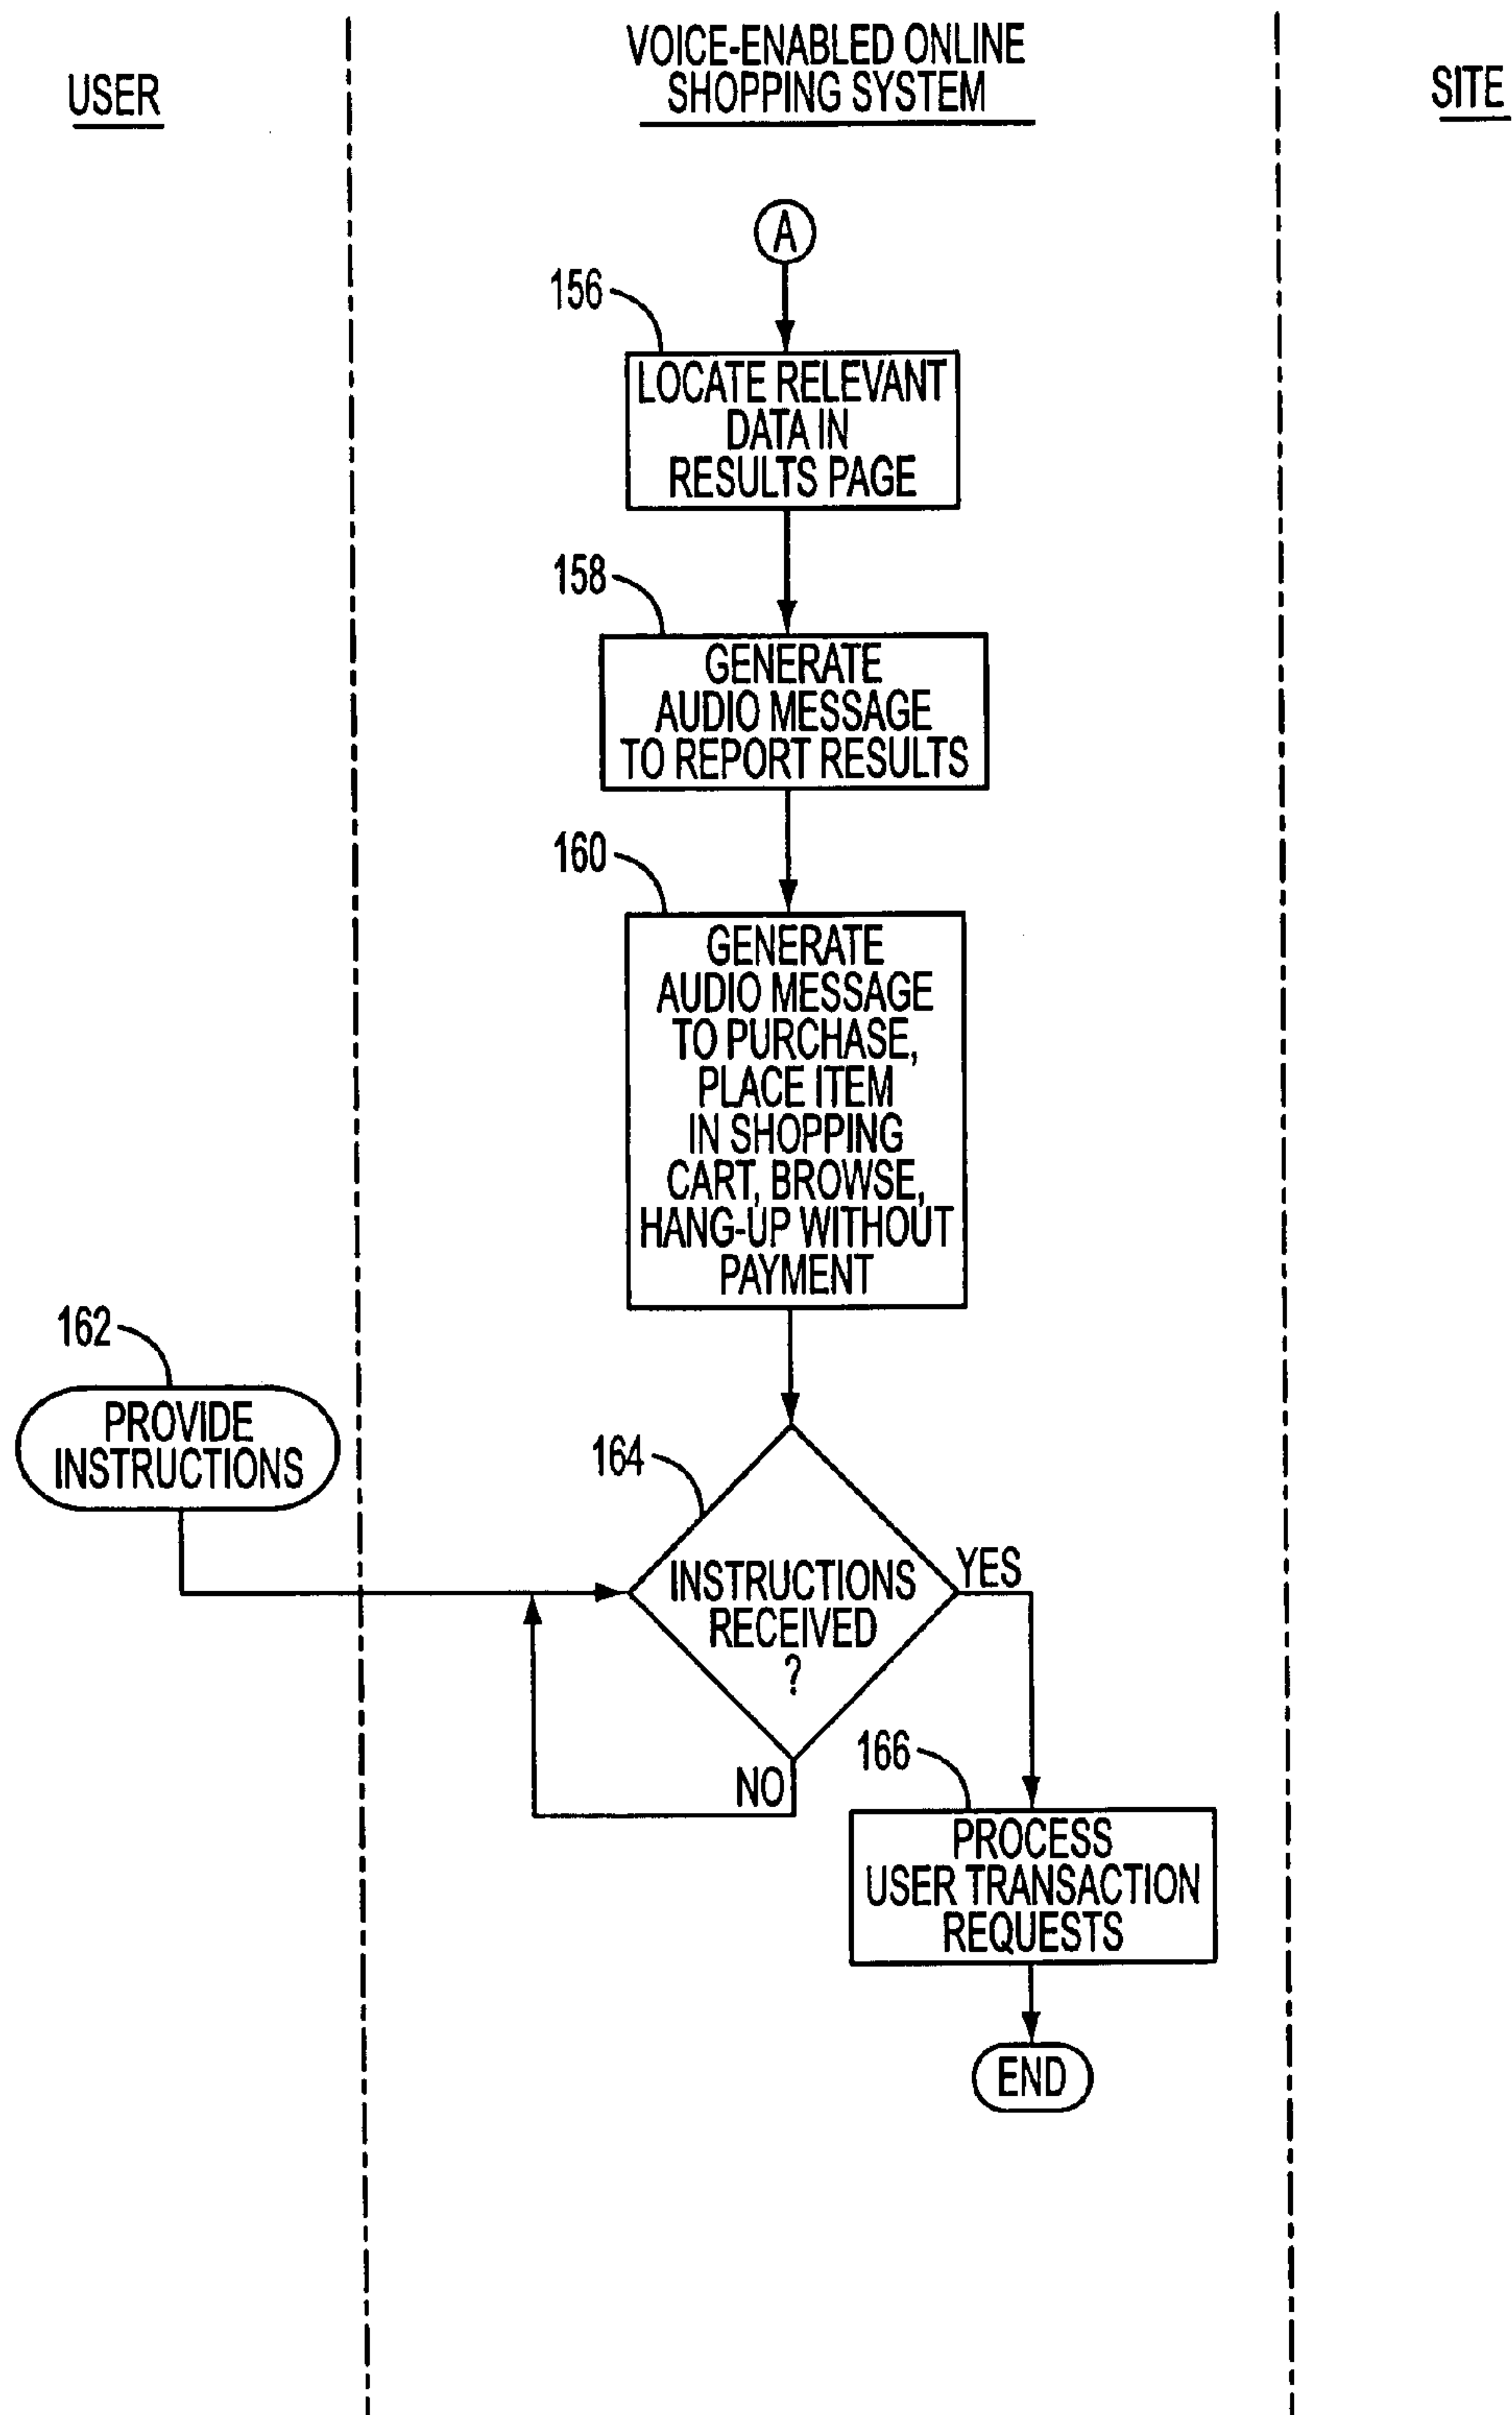 USER
VOICE-ENABLED ONLINE
SHOPPING SYSTEM
SITE
A
156
LOCATE RELEVANT
DATA IN
RESULTS PAGE
158
GENERATE
AUDIO MESSAGE
TO REPORT RESULTS
160
GENERATE
AUDIO MESSAGE
TO PURCHASE,
PLACE ITEM
IN SHOPPING
CART, BROWSE,
HANG-UP WITHOUT
PAYMENT
162
PROVIDE
INSTRUCTIONS
164
INSTRUCTIONS
RECEIVED
?
YES
NO
166
PROCESS
USER TRANSACTION
REQUESTS
END